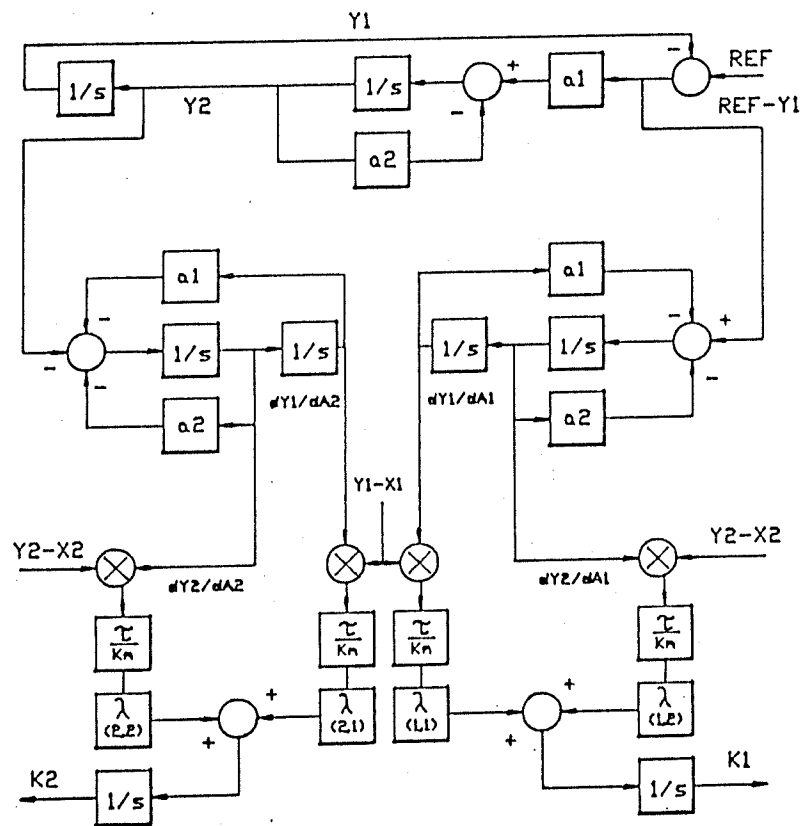 Y1
REF
1/s
Y2
1/s
+
-
a1
-
REF-Y1
a2
a1
a1
-
-
+
-
1/s
1/s
1/s
1/s
-
-
a2
dY1/dA2
dY1/dA1
a2
Y1-X1
Y2-X2
Y2-X2
dY2/dA2
dY2/dA1
τ
Km
τ
Km
τ
Km
τ
Km
λ
(2,2)
+
+
λ
(2,1)
λ
(1,1)
+
+
λ
(1,2)
K2
1/s
1/s
K1